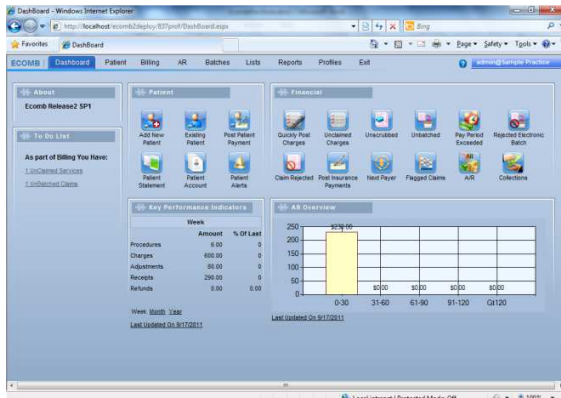 DashBoard - Windows Internet Explorer
http://localhost/ecomb2deploy/837prof/DashBoard.aspx
Bing
Favorites
DashBoard
Page
Safety
Tools
ECOMB
Dashboard
Patient
Billing
AR
Batches
Lists
Reports
Profiles
Exit
admin@Sample Practice
About
Ecomb Release2 SP1
To Do List
As part of Billing You Have:
1 UnClaimed Services
1 UnBatched Claims
Patient
Add New Patient
Existing Patient
Post Patient Payment
Patient Statement
Patient Account
Patient Alerts
Financial
Quickly Post Charges
Unclaimed Charges
Unscrubbed
Unbatched
Pay Period Exceeded
Rejected Electronic Batch
Claim Rejected
Post Insurance Payments
Next Payer
Flagged Claims
A/R
Collections
Key Performance Indicators
Week
Amount % Of Last
Procedures 6.00 0
Charges 600.00 0
Adjustments 80.00 0
Receipts 290.00 0
Refunds 0.00 0.00
Week Month Year
Last Updated On 9/17/2011
AR Overview
250
200
150
100
50
0
$230.00
$0.00 $0.00 $0.00 $0.00
0-30 31-60 61-90 91-120 Gt120
Last Updated On 9/17/2011
Local intranet | Protected Mode: Off
100%